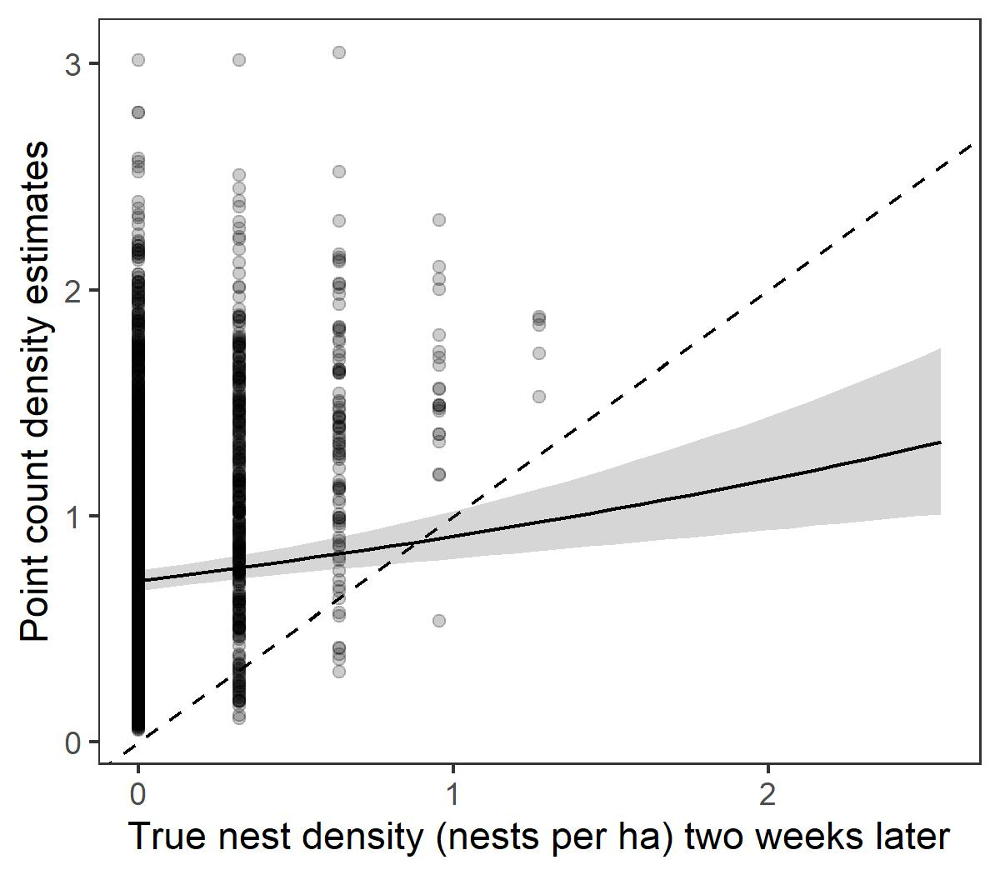 Point count density estimates
3
2
1
0
0 1 2
True nest density (nests per ha) two weeks later